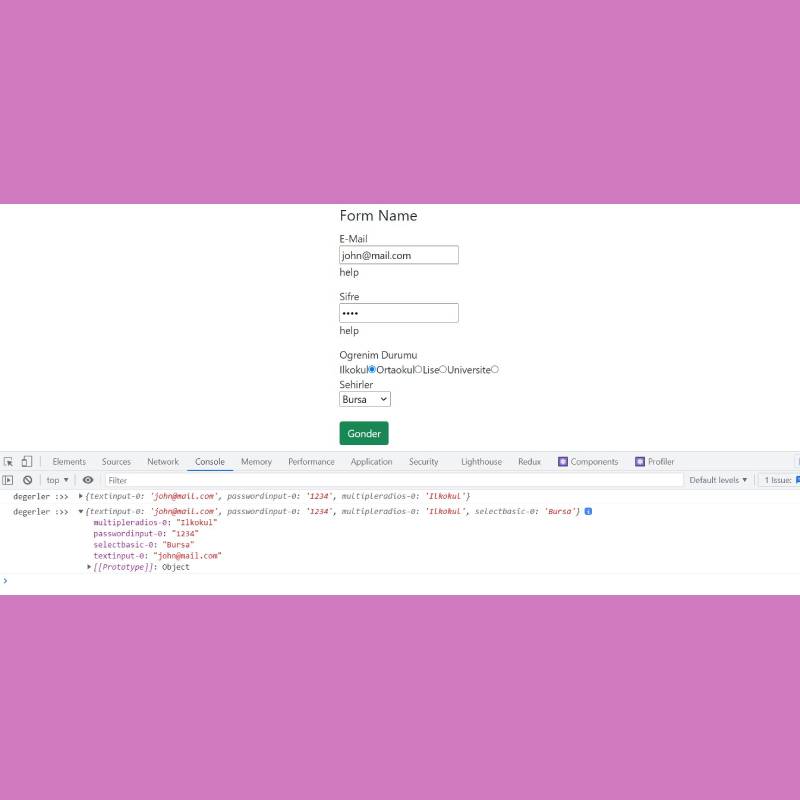 Form Name
E-Mail
john@mail.com
help
Sifre
••••
help
Ogrenim Durumu
Ilkokul Ortaokul Lise Universite
Sehirler
Bursa
Gonder
Elements Sources Network Console Memory Performance Application Security Lighthouse Redux Components Profiler
top Filter Default levels 1 Issue:
degerler :>> {textinput-0: 'john@mail.com', passwordinput-0: '1234', multipleradios-0: 'Ilkokul'}
degerler :>> {textinput-0: 'john@mail.com', passwordinput-0: '1234', multipleradios-0: 'Ilkokul', selectbasic-0: 'Bursa'}
multipleradios-0: "Ilkokul"
passwordinput-0: "1234"
selectbasic-0: "Bursa"
textinput-0: "john@mail.com"
[[Prototype]]: Object